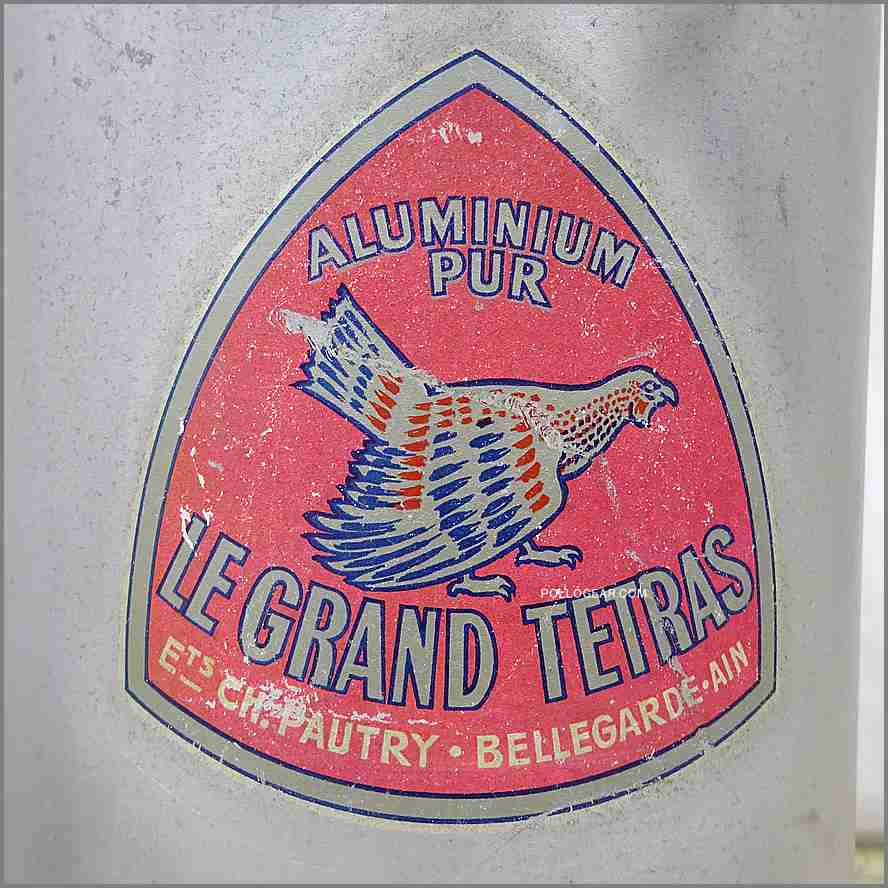 ALUMINIUM
PUR
POLLOGEAR.COM
LE GRAND TETRAS
ETS CH. PAUTRY • BELLEGARDE • AIN